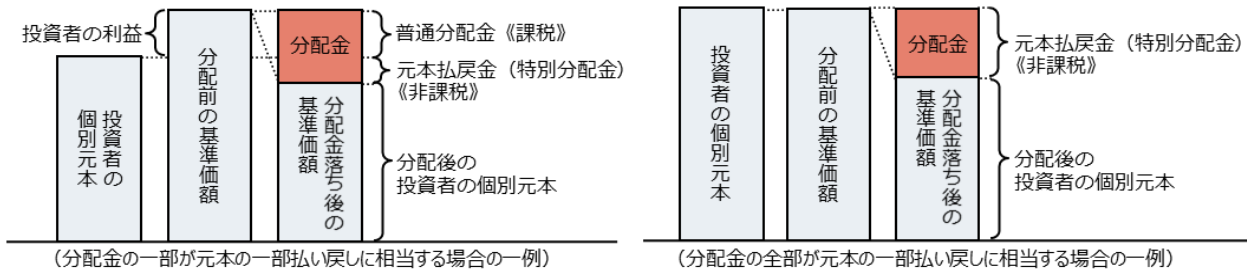 投資者の利益
投資者の
個別元本
分配前の基準価額
分配金
分配金落ち後の
基準価額
普通分配金《課税》
元本払戻金（特別分配金）
《非課税》
分配後の
投資者の個別元本
（分配金の一部が元本の一部払い戻しに相当する場合の一例）
投資者の個別元本
分配前の基準価額
分配金
分配金落ち後の
基準価額
元本払戻金（特別分配金）
《非課税》
分配後の
投資者の個別元本
（分配金の全部が元本の一部払い戻しに相当する場合の一例）